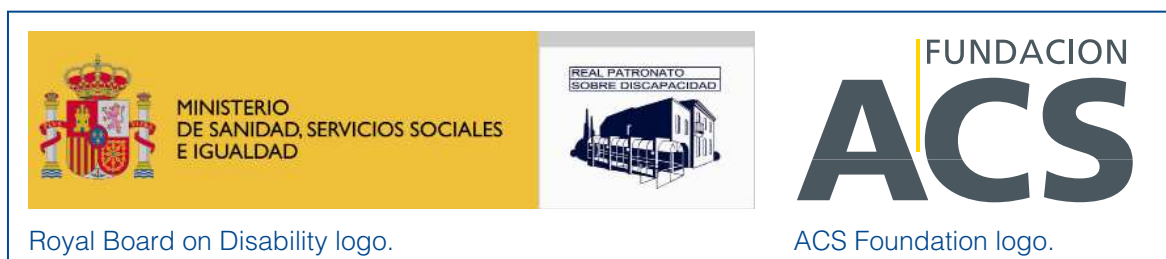 MINISTERIO
DE SANIDAD, SERVICIOS SOCIALES
E IGUALDAD
REAL PATRONATO
SOBRE DISCAPACIDAD
FUNDACION
ACS
Royal Board on Disability logo.
ACS Foundation logo.